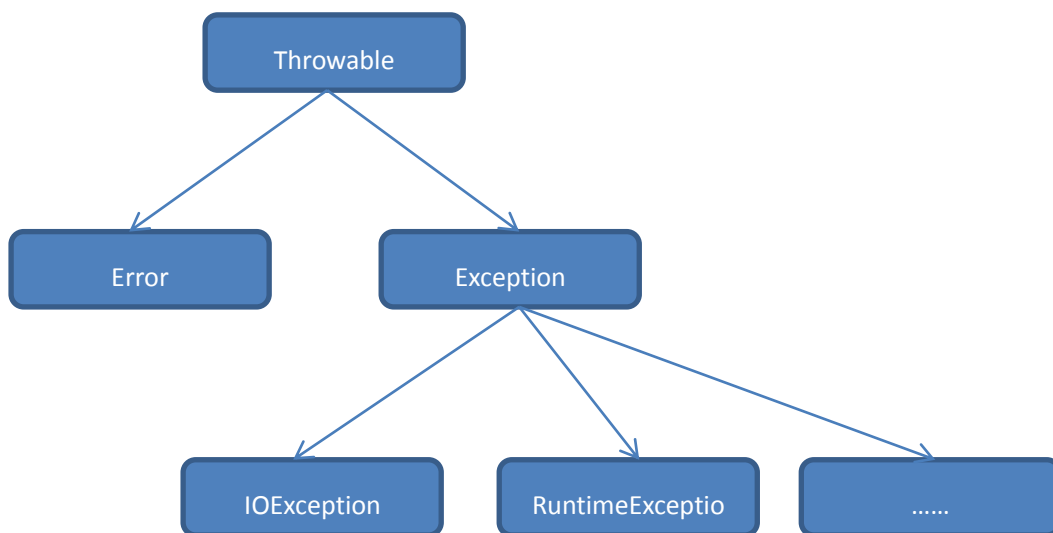 Throwable
Error
Exception
IOException
RuntimeExceptio
......